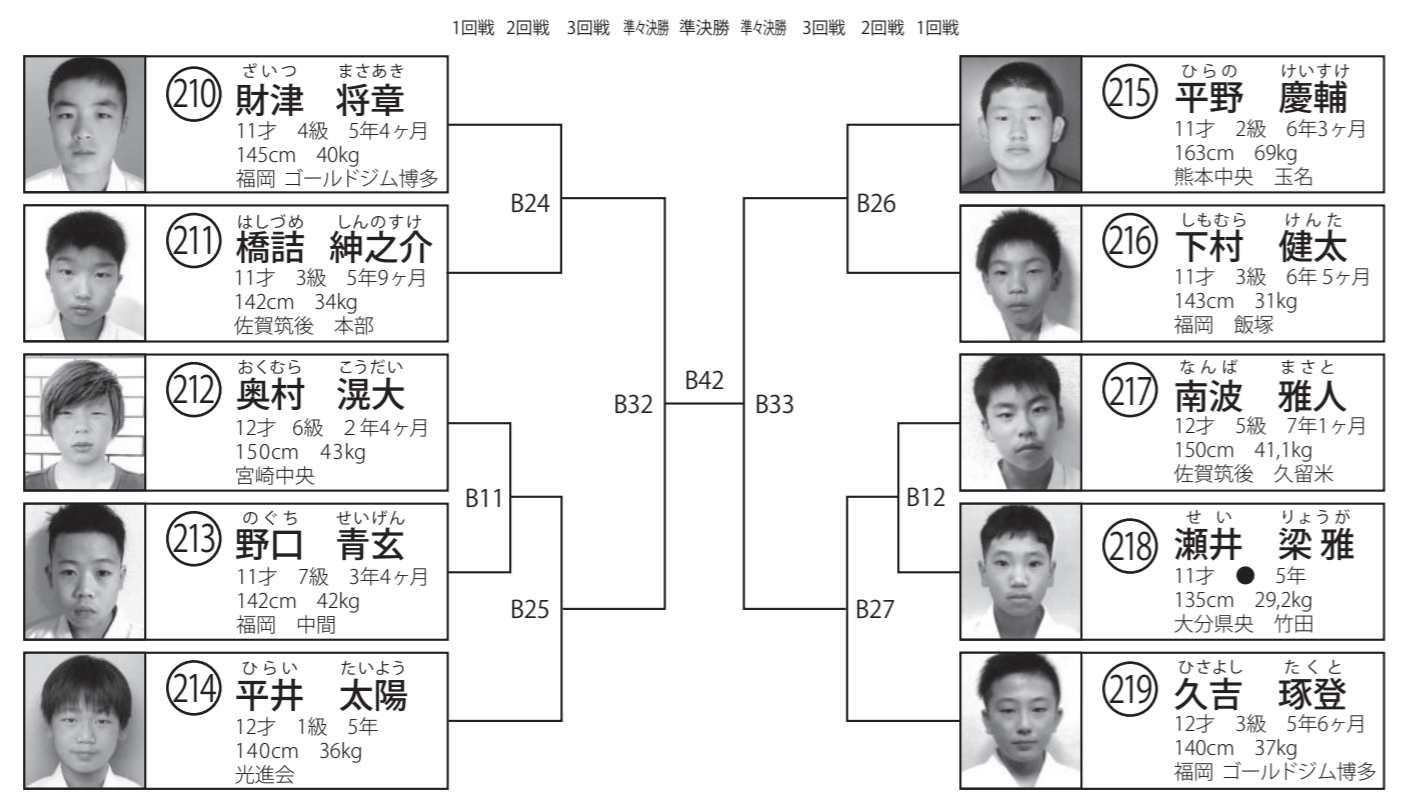 1回戦 2回戦 3回戦 準々決勝 準決勝 準々決勝 3回戦 2回戦 1回戦
210
ざいつ まさあき
財津 将章
11才 4級 5年4ヶ月
145cm 40kg
福岡 ゴールドジム博多
211
はしづめ しんのすけ
橋詰 紳之介
11才 3級 5年9ヶ月
142cm 34kg
佐賀筑後 本部
212
おくむら こうだい
奥村 滉大
12才 6級 2年4ヶ月
150cm 43kg
宮崎中央
213
のぐち せいげん
野口 青玄
11才 7級 3年4ヶ月
142cm 42kg
福岡 中間
214
ひらい たいよう
平井 太陽
12才 1級 5年
140cm 36kg
光進会
B24
B11
B25
B32
B42
B33
B26
B12
B27
215
ひらの けいすけ
平野 慶輔
11才 2級 6年3ヶ月
163cm 69kg
熊本中央 玉名
216
しもむら けんた
下村 健太
11才 3級 6年5ヶ月
143cm 31kg
福岡 飯塚
217
なんば まさと
南波 雅人
12才 5級 7年1ヶ月
150cm 41,1kg
佐賀筑後 久留米
218
せい りょうが
瀬井 梁雅
11才 ● 5年
135cm 29,2kg
大分県央 竹田
219
ひさよし たくと
久吉 琢登
12才 3級 5年6ヶ月
140cm 37kg
福岡 ゴールドジム博多